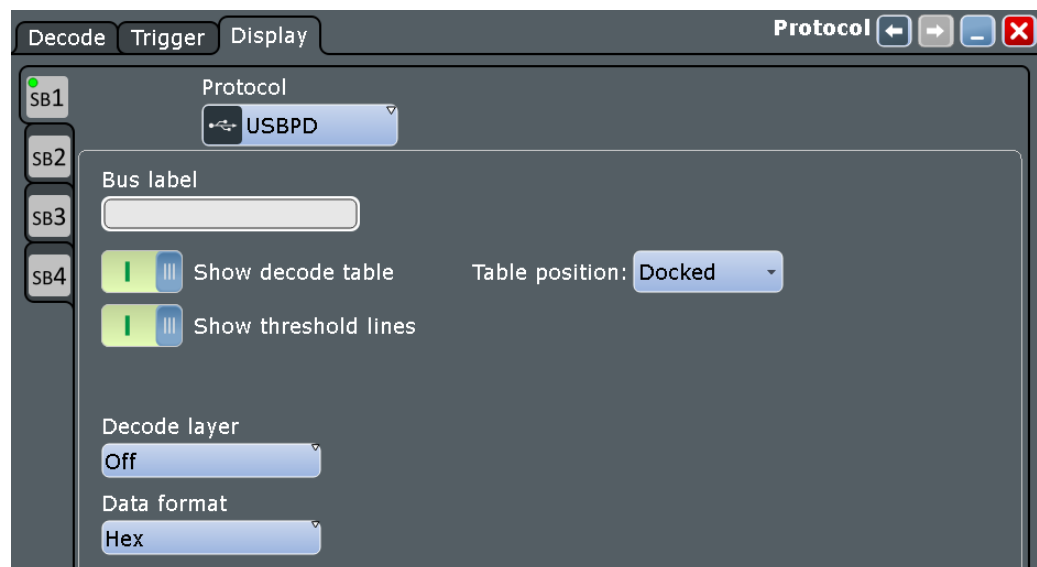 Decode Trigger Display Protocol
SB1 Protocol
USBPD
SB2
Bus label
SB3
SB4 Show decode table Table position: Docked
Show threshold lines
Decode layer
Off
Data format
Hex